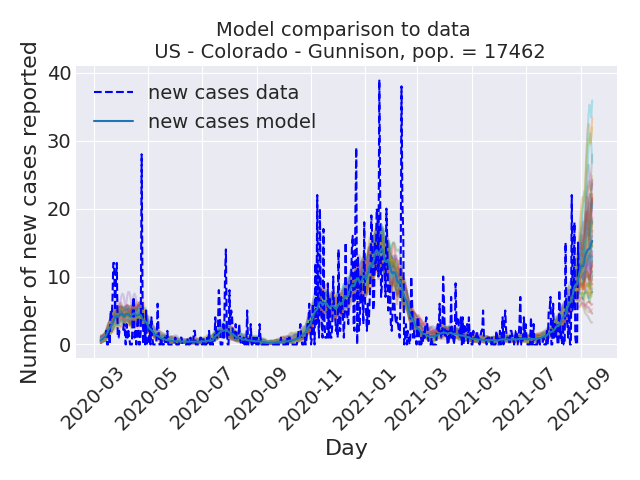 Model comparison to data
US - Colorado - Gunnison, pop. = 17462
Number of new cases reported
40
30
20
10
0
new cases data
new cases model
2020-03
2020-05
2020-07
2020-09
2020-11
2021-01
2021-03
2021-05
2021-07
2021-09
Day